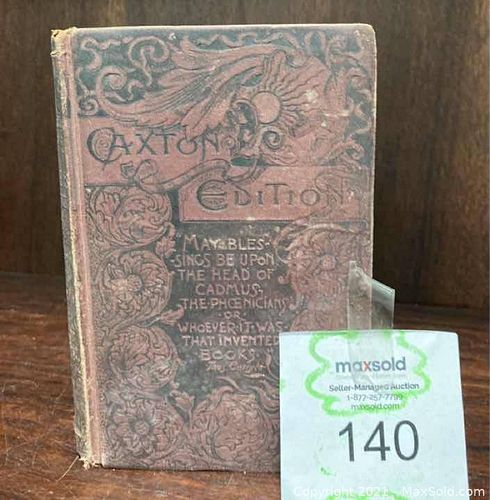 CAXTON
EDITION
MAY BLES-
SINGS BE UPON
THE HEAD OF
CADMUS,
THE PHŒNICIANS
OR
WHOEVER IT WAS
THAT INVENTED
BOOKS.
maxsold
Seller-Managed Auction
1-877-257-7799
maxsold.com
140
Copyright 2021 - MaxSold.com